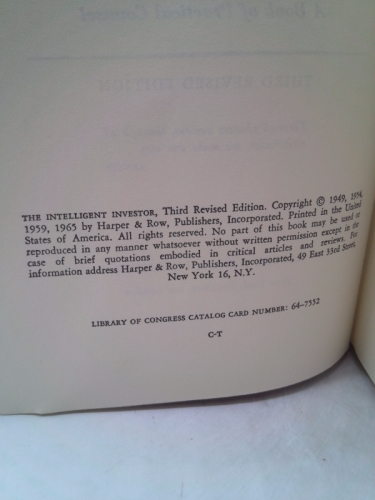 THE INTELLIGENT INVESTOR, Third Revised Edition. Copyright © 1949, 1954,
1959, 1965 by Harper & Row, Publishers, Incorporated. Printed in the United
States of America. All rights reserved. No part of this book may be used or
reproduced in any manner whatsoever without written permission except in the
case of brief quotations embodied in critical articles and reviews. For
information address Harper & Row, Publishers, Incorporated, 49 East 33rd Street,
New York 16, N.Y.
LIBRARY OF CONGRESS CATALOG CARD NUMBER: 64-7552
C-T